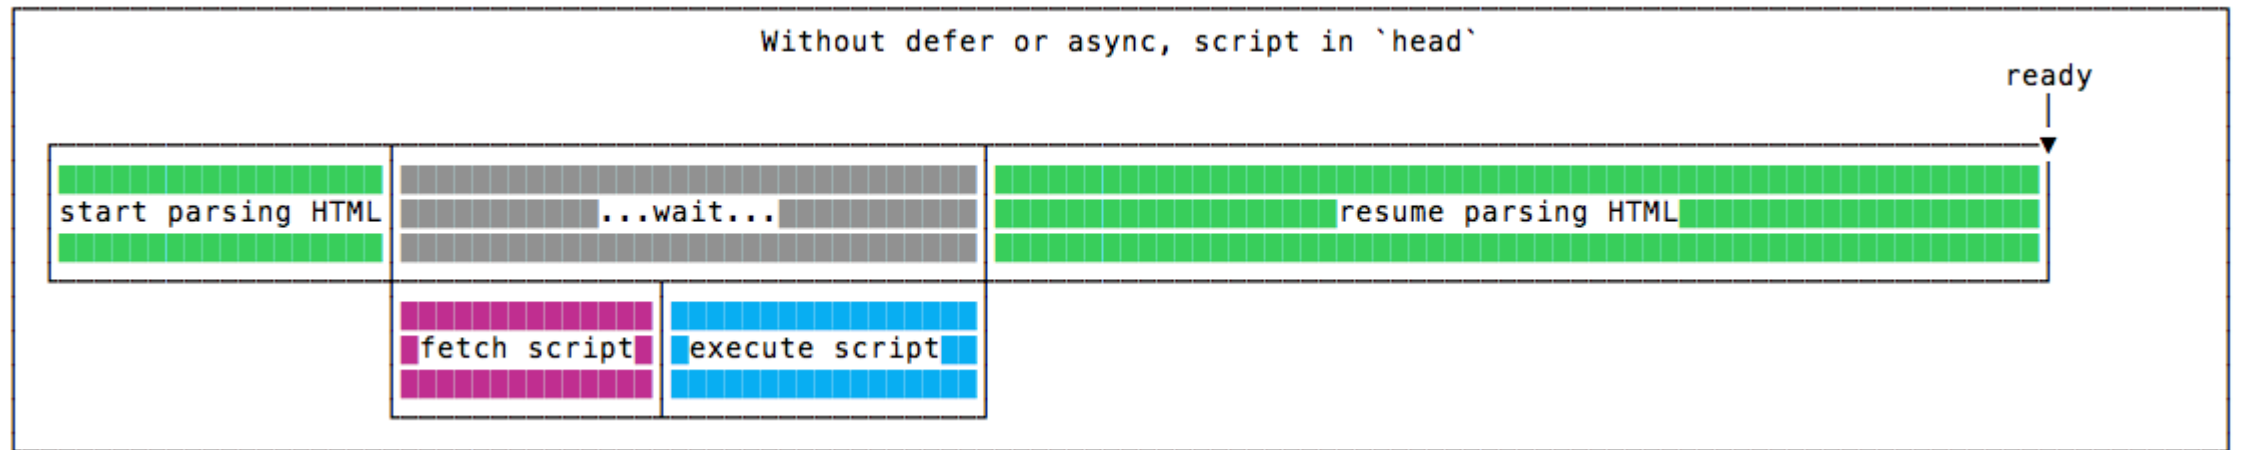 Without defer or async, script in `head`
ready
start parsing HTML ...wait... resume parsing HTML
fetch script execute script